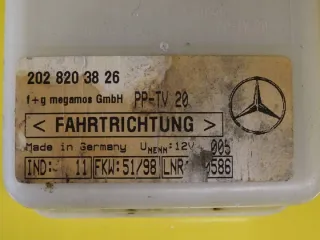 202 820 38 26
f+g megamos GmbH PP-TV 20
< FAHRTRICHTUNG >
Made in Germany UNENN:12V 005
IND: 11 FKW:51/98 LNR: 0586